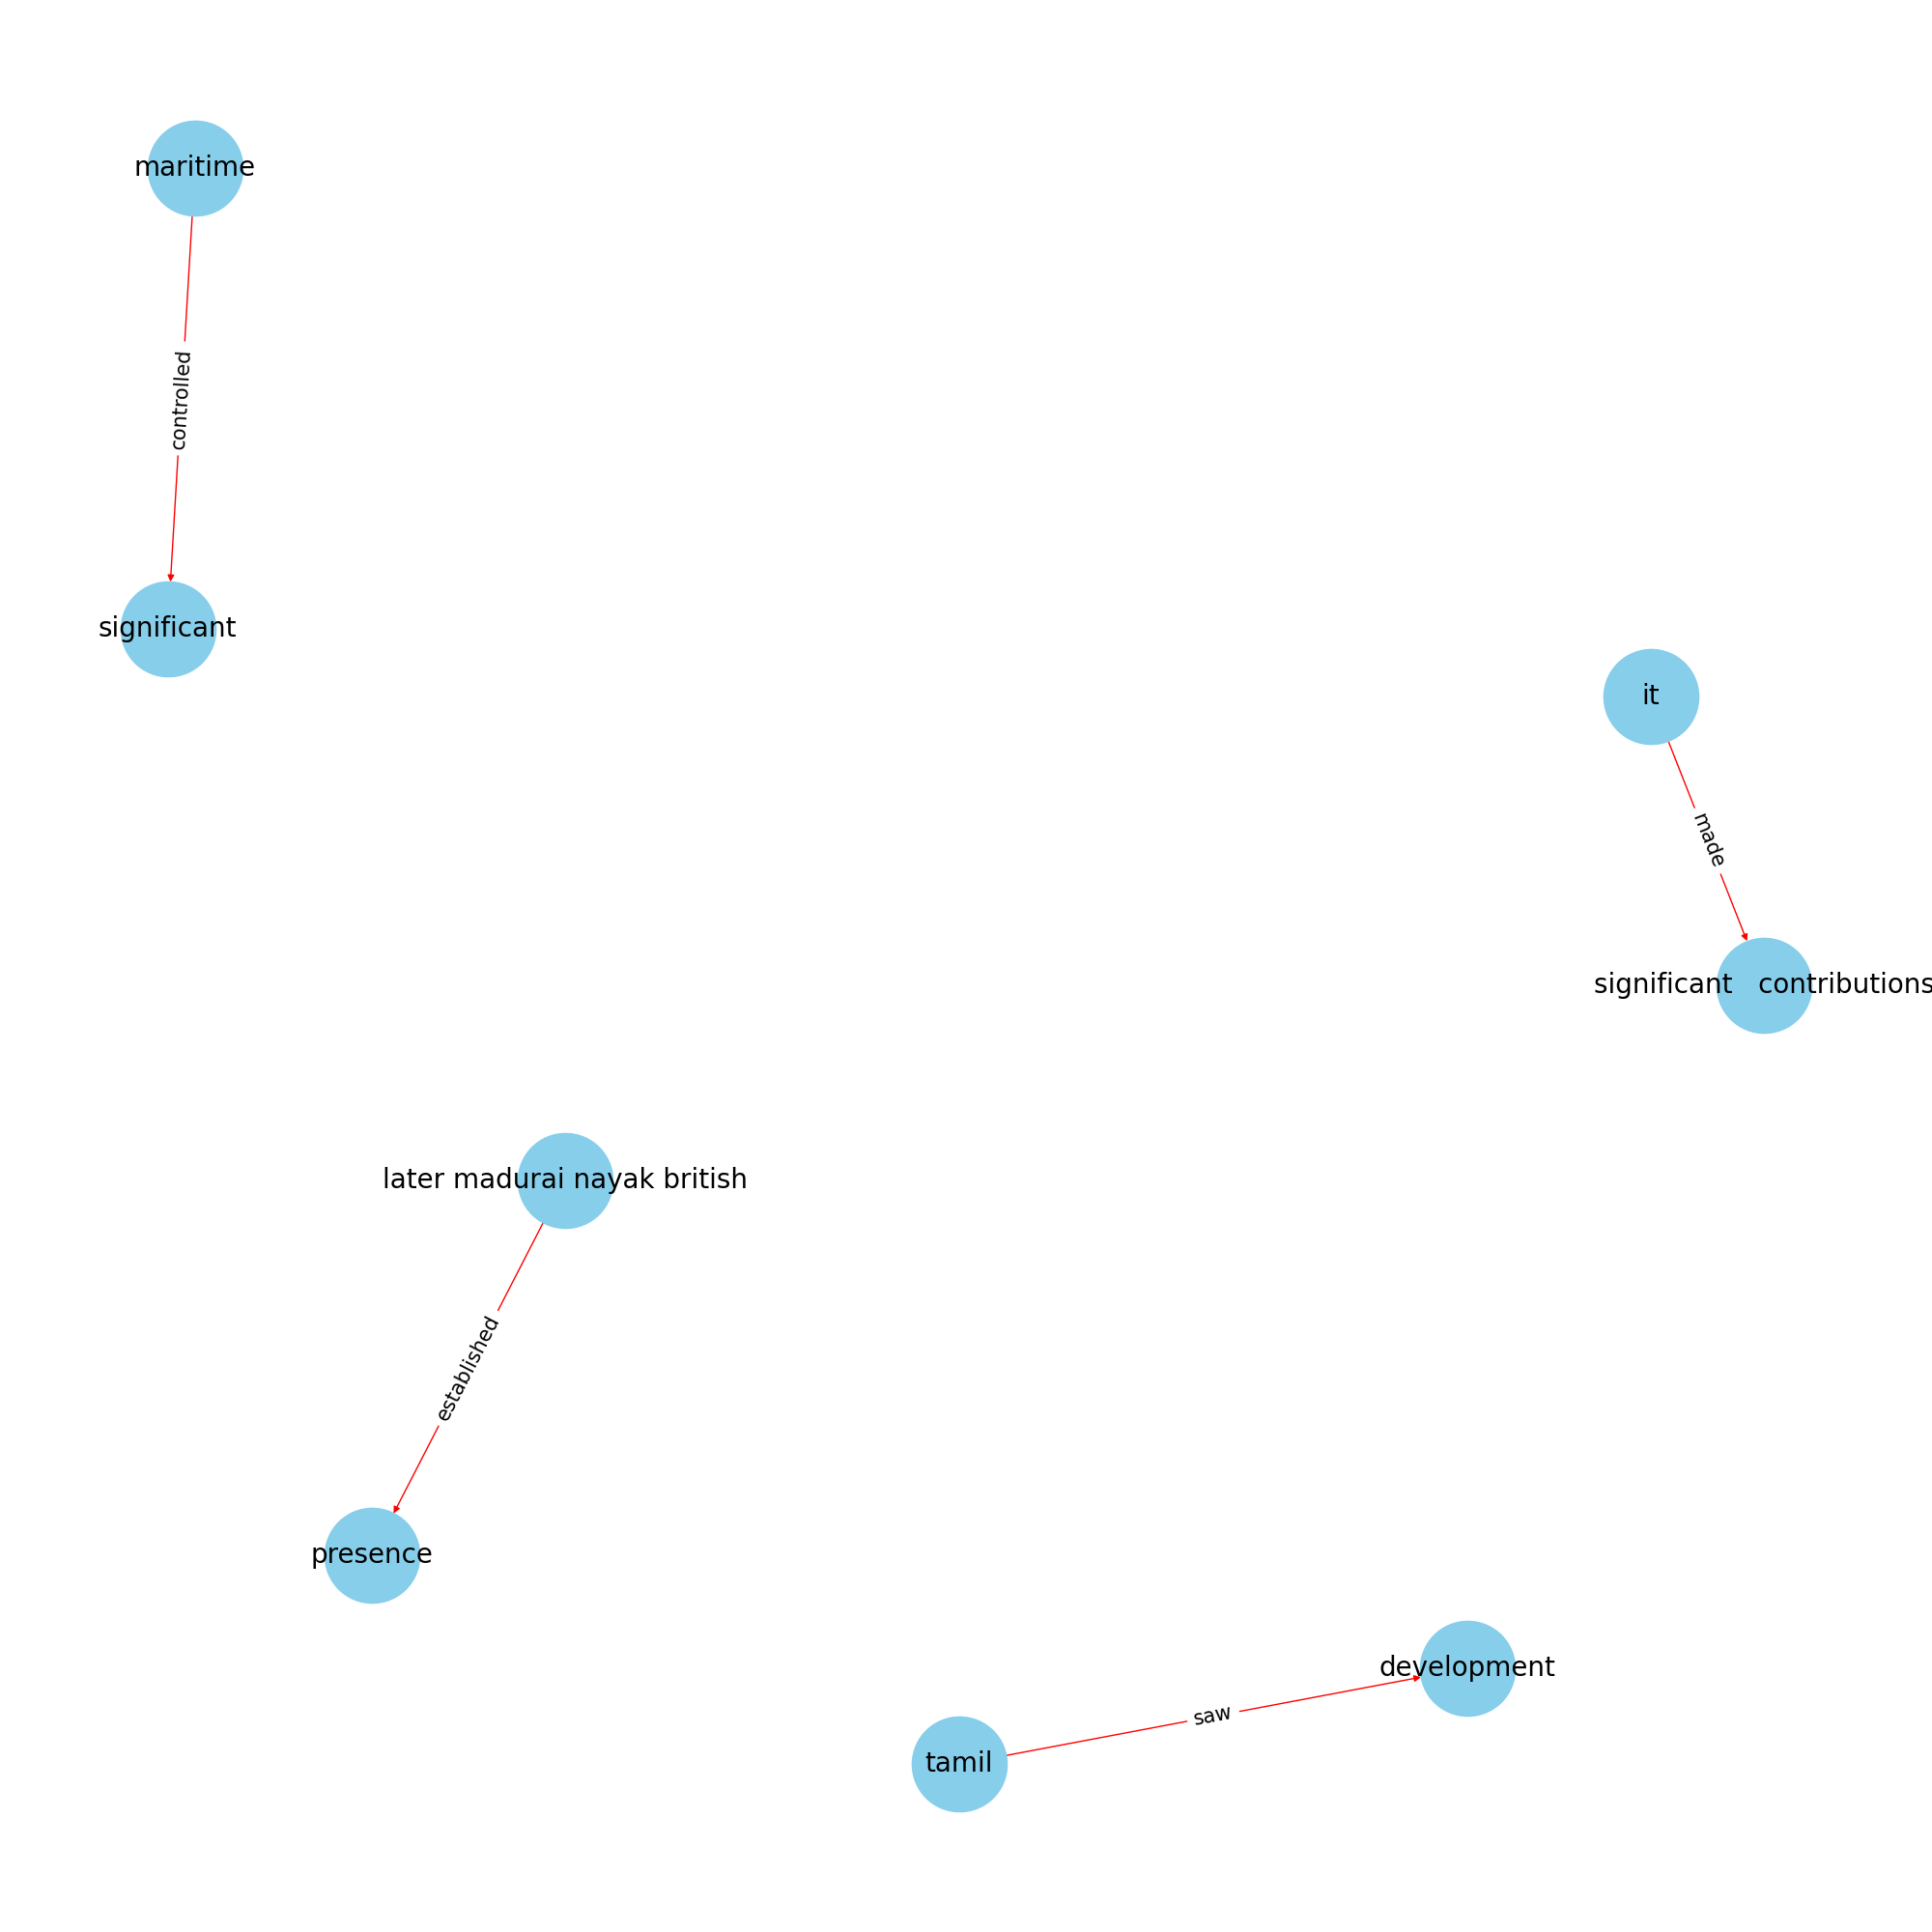 maritime
controlled
significant
it
made
significant   contributions
later madurai nayak british
established
presence
development
saw
tamil